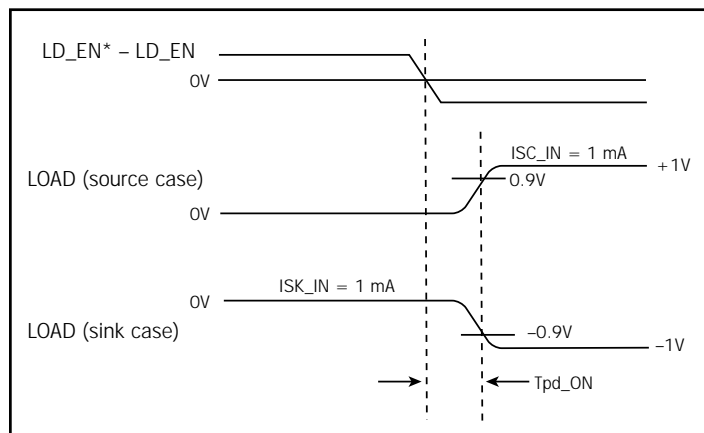 LD_EN* – LD_EN
0V
ISC_IN = 1 mA
+1V
LOAD (source case)
0.9V
0V
ISK_IN = 1 mA
0V
LOAD (sink case)
–0.9V
–1V
Tpd_ON